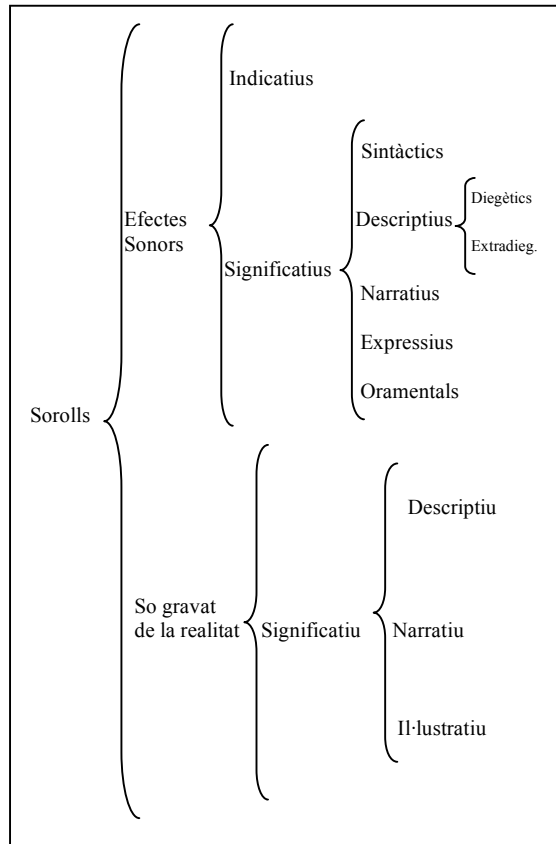 Indicatius
Sintàctics
Diegètics
Efectes
Sonors
Descriptius
Extradieg.
Significatius
Narratius
Expressius
Oramentals
Sorolls
Descriptiu
So gravat
de la realitat
Significatiu
Narratiu
Il·lustratiu